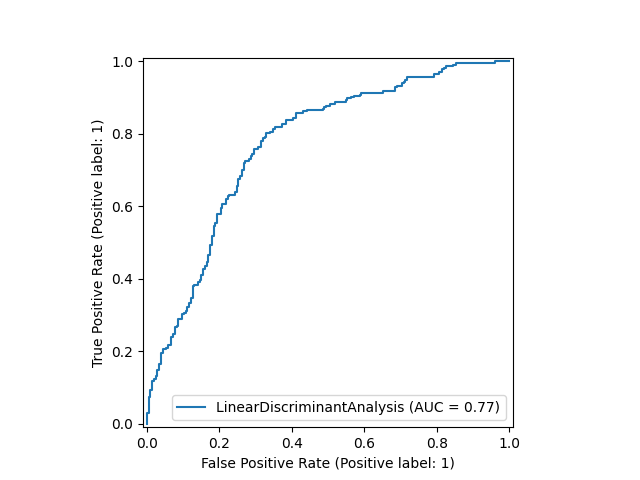 1.0
0.8
0.6
0.4
0.2
0.0
True Positive Rate (Positive label: 1)
LinearDiscriminantAnalysis (AUC = 0.77)
0.0 0.2 0.4 0.6 0.8 1.0
False Positive Rate (Positive label: 1)